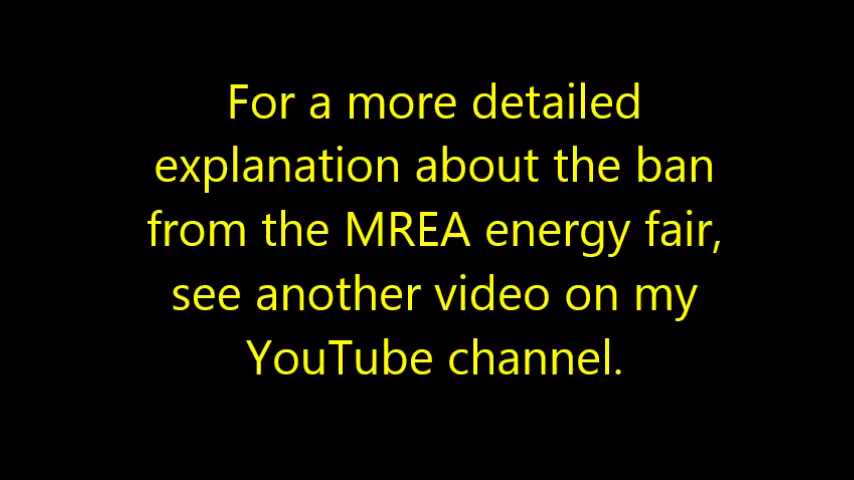 For a more detailed
explanation about the ban
from the MREA energy fair,
see another video on my
YouTube channel.